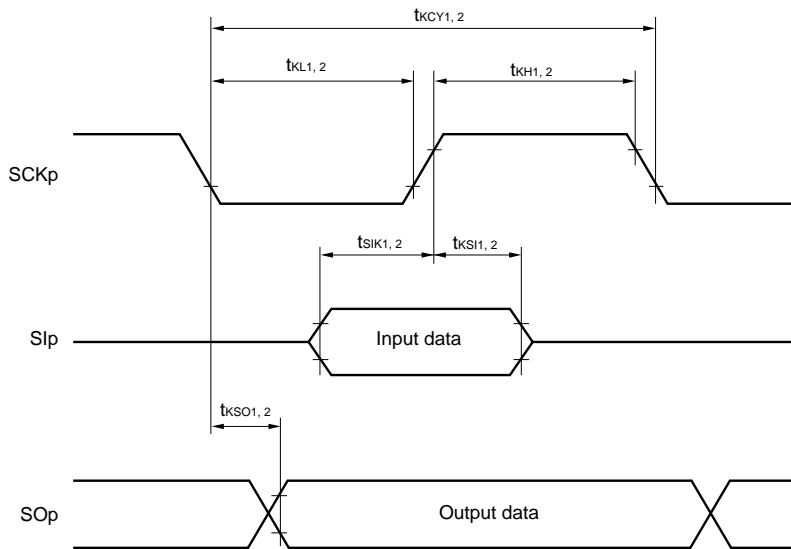 tKCY1, 2
tKL1, 2
tKH1, 2
SCKp
tSIK1, 2
tKSI1, 2
SIp
Input data
tKSO1, 2
SOp
Output data